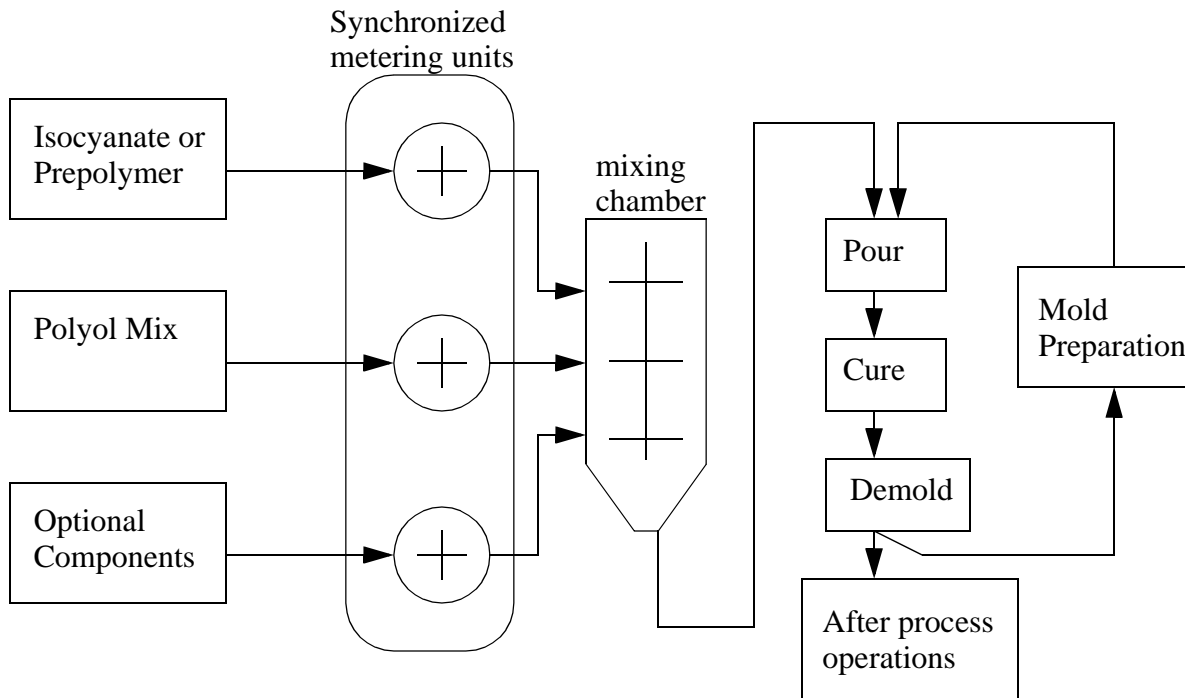 Synchronized
metering units
Isocyanate or
Prepolymer
mixing
chamber
Pour
Mold
Preparation
Polyol Mix
Cure
Demold
Optional
Components
After process
operations